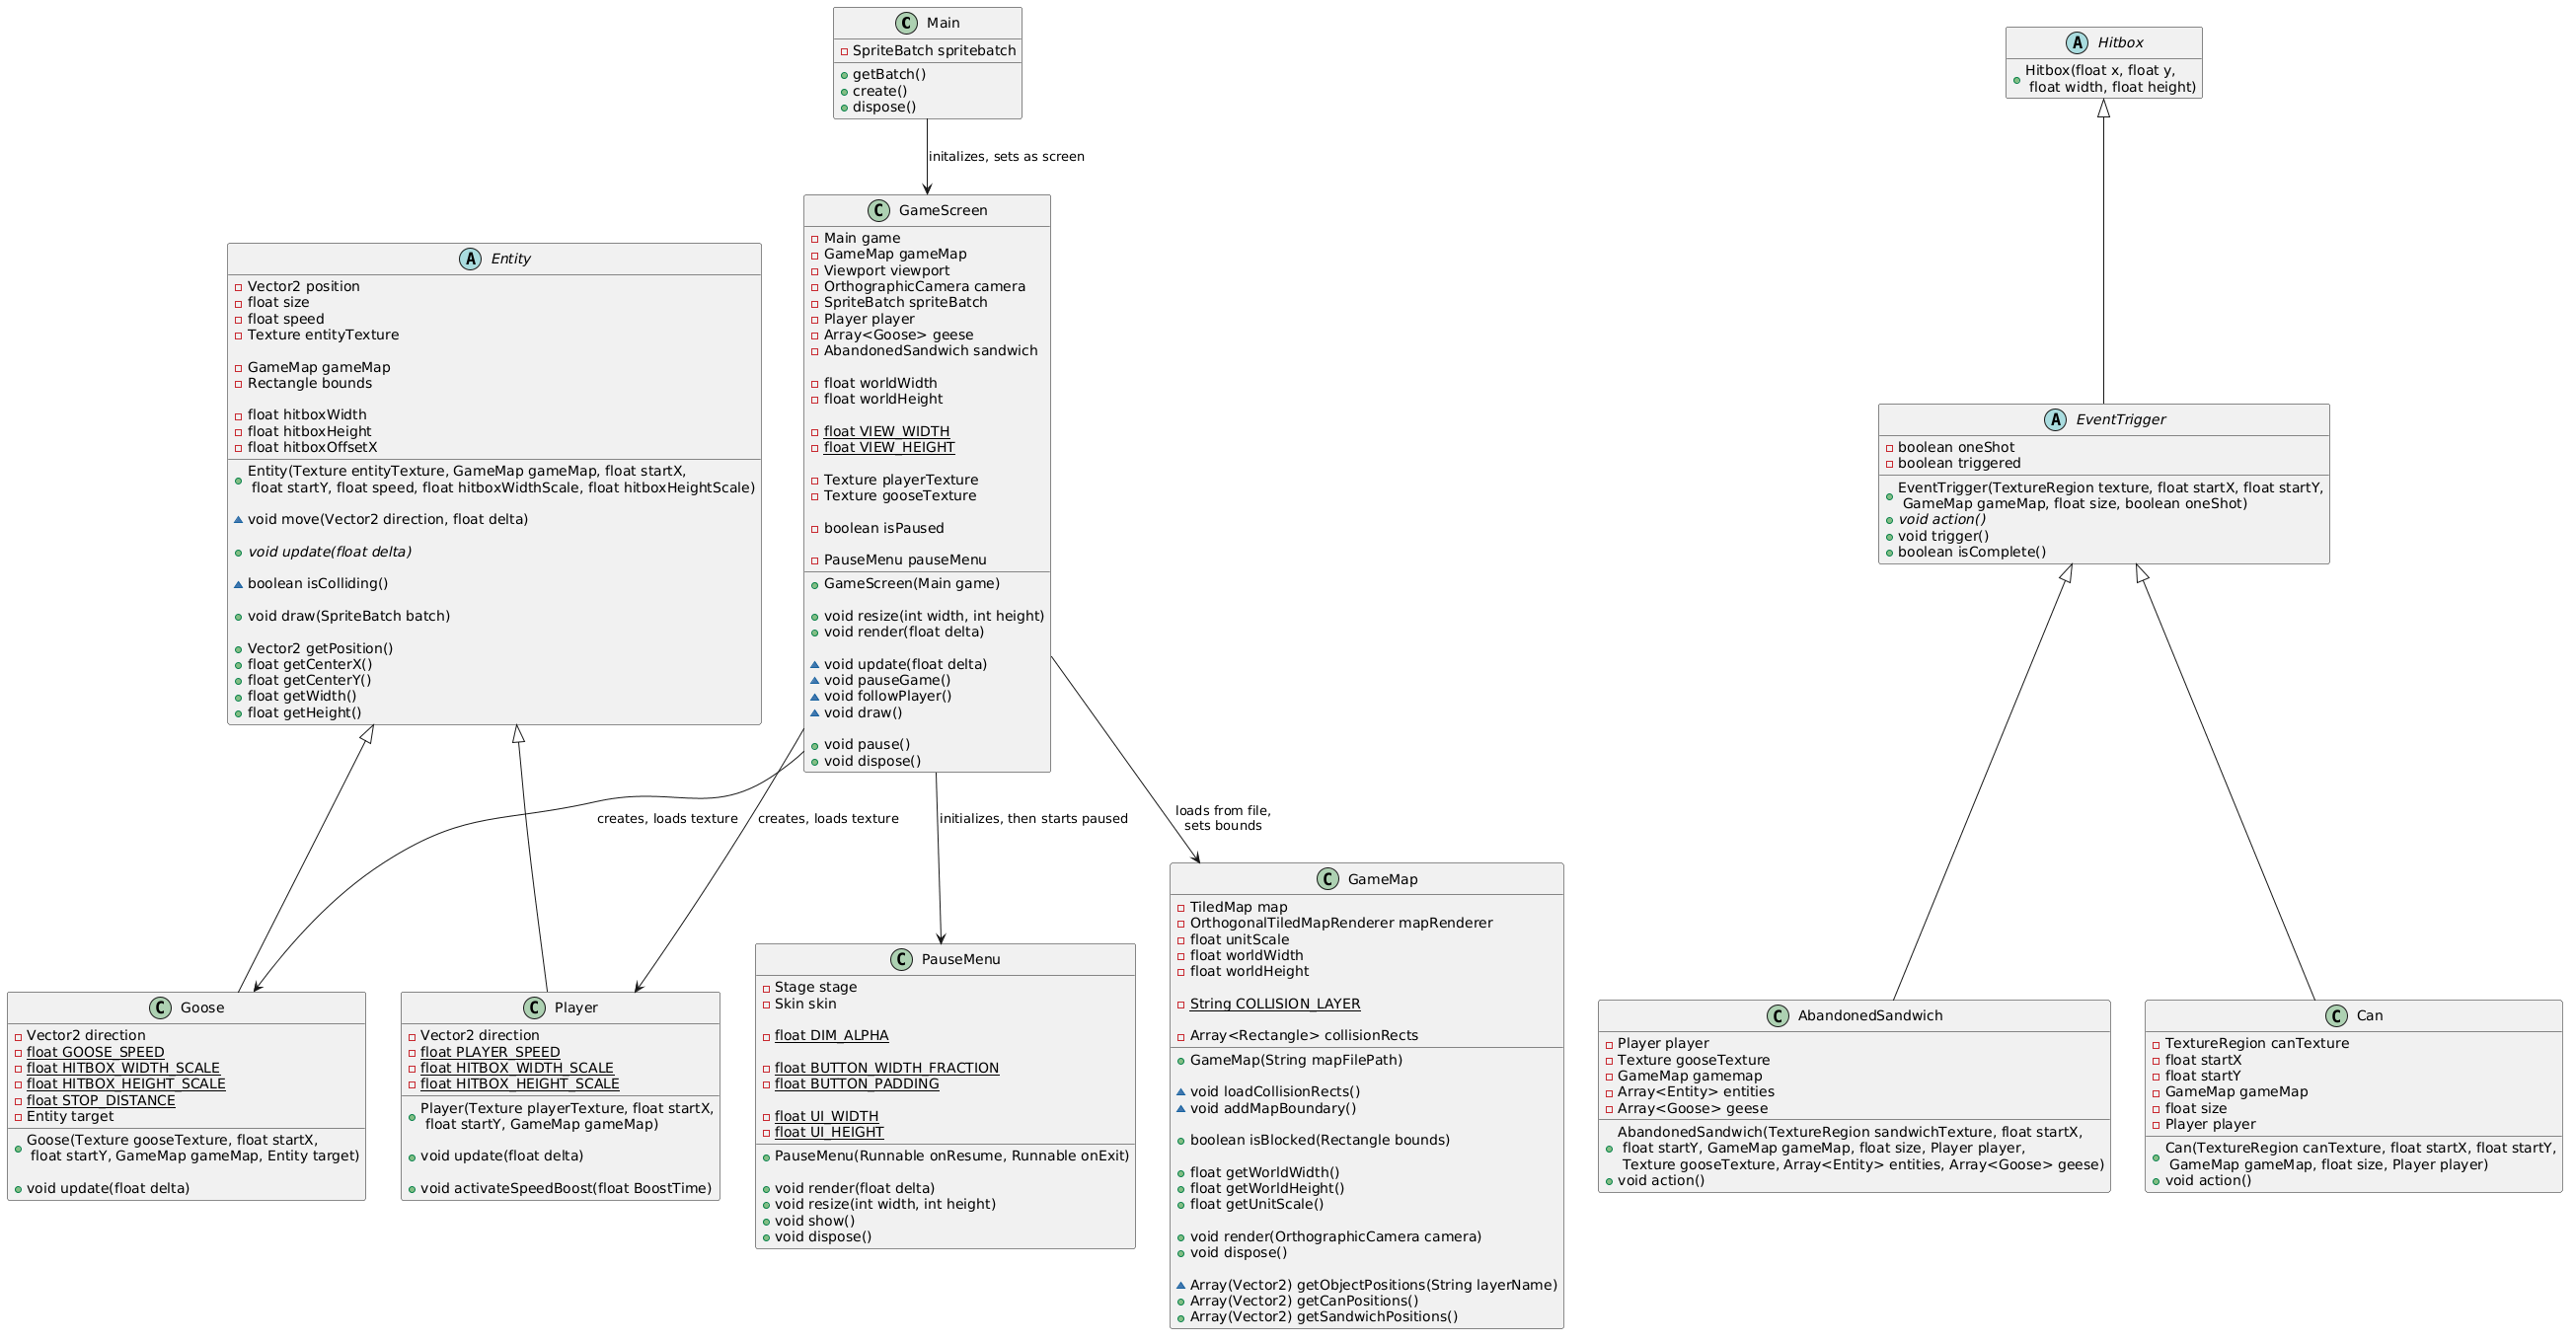 C Main
SpriteBatch spritebatch
getBatch()
create()
dispose()
A Hitbox
Hitbox(float x, float y,
float width, float height)
initalizes, sets as screen
C GameScreen
Main game
GameMap gameMap
Viewport viewport
OrthographicCamera camera
SpriteBatch spriteBatch
Player player
Array<Goose> geese
AbandonedSandwich sandwich
float worldWidth
float worldHeight
float VIEW_WIDTH
float VIEW_HEIGHT
Texture playerTexture
Texture gooseTexture
boolean isPaused
PauseMenu pauseMenu
GameScreen(Main game)
void resize(int width, int height)
void render(float delta)
void update(float delta)
void pauseGame()
void followPlayer()
void draw()
void pause()
void dispose()
A Entity
Vector2 position
float size
float speed
Texture entityTexture
GameMap gameMap
Rectangle bounds
float hitboxWidth
float hitboxHeight
float hitboxOffsetX
Entity(Texture entityTexture, GameMap gameMap, float startX,
float startY, float speed, float hitboxWidthScale, float hitboxHeightScale)
void move(Vector2 direction, float delta)
void update(float delta)
boolean isColliding()
void draw(SpriteBatch batch)
Vector2 getPosition()
float getCenterX()
float getCenterY()
float getWidth()
float getHeight()
A EventTrigger
boolean oneShot
boolean triggered
EventTrigger(TextureRegion texture, float startX, float startY,
GameMap gameMap, float size, boolean oneShot)
void action()
void trigger()
boolean isComplete()
creates, loads texture
creates, loads texture
initializes, then starts paused
loads from file,
sets bounds
C Goose
Vector2 direction
float GOOSE_SPEED
float HITBOX_WIDTH_SCALE
float HITBOX_HEIGHT_SCALE
float STOP_DISTANCE
Entity target
Goose(Texture gooseTexture, float startX,
float startY, GameMap gameMap, Entity target)
void update(float delta)
C Player
Vector2 direction
float PLAYER_SPEED
float HITBOX_WIDTH_SCALE
float HITBOX_HEIGHT_SCALE
Player(Texture playerTexture, float startX,
float startY, GameMap gameMap)
void update(float delta)
void activateSpeedBoost(float BoostTime)
C PauseMenu
Stage stage
Skin skin
float DIM_ALPHA
float BUTTON_WIDTH_FRACTION
float BUTTON_PADDING
float UI_WIDTH
float UI_HEIGHT
PauseMenu(Runnable onResume, Runnable onExit)
void render(float delta)
void resize(int width, int height)
void show()
void dispose()
C GameMap
TiledMap map
OrthogonalTiledMapRenderer mapRenderer
float unitScale
float worldWidth
float worldHeight
String COLLISION_LAYER
Array<Rectangle> collisionRects
GameMap(String mapFilePath)
void loadCollisionRects()
void addMapBoundary()
boolean isBlocked(Rectangle bounds)
float getWorldWidth()
float getWorldHeight()
float getUnitScale()
void render(OrthographicCamera camera)
void dispose()
Array(Vector2) getObjectPositions(String layerName)
Array(Vector2) getCanPositions()
Array(Vector2) getSandwichPositions()
C AbandonedSandwich
Player player
Texture gooseTexture
GameMap gamemap
Array<Entity> entities
Array<Goose> geese
AbandonedSandwich(TextureRegion sandwichTexture, float startX,
float startY, GameMap gameMap, float size, Player player,
Texture gooseTexture, Array<Entity> entities, Array<Goose> geese)
void action()
C Can
TextureRegion canTexture
float startX
float startY
GameMap gameMap
float size
Player player
Can(TextureRegion canTexture, float startX, float startY,
GameMap gameMap, float size, Player player)
void action()